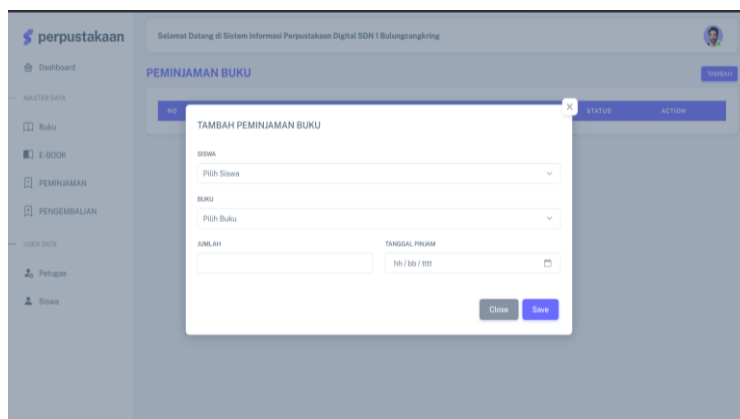 perpustakaan
Selamat Datang di Sistem Informasi Perpustakaan Digital SDN 1 Bulungcangkring
Dashboard
PEMINJAMAN BUKU
TAMBAH
MASTER DATA
NO
STATUS
ACTION
X
TAMBAH PEMINJAMAN BUKU
Buku
SISWA
E-BOOK
Pilih Siswa
PEMINJAMAN
BUKU
PENGEMBALIAN
Pilih Buku
USER DATA
JUMLAH
TANGGAL PINJAM
hh / bb / tttt
Petugas
Siswa
Close
Save